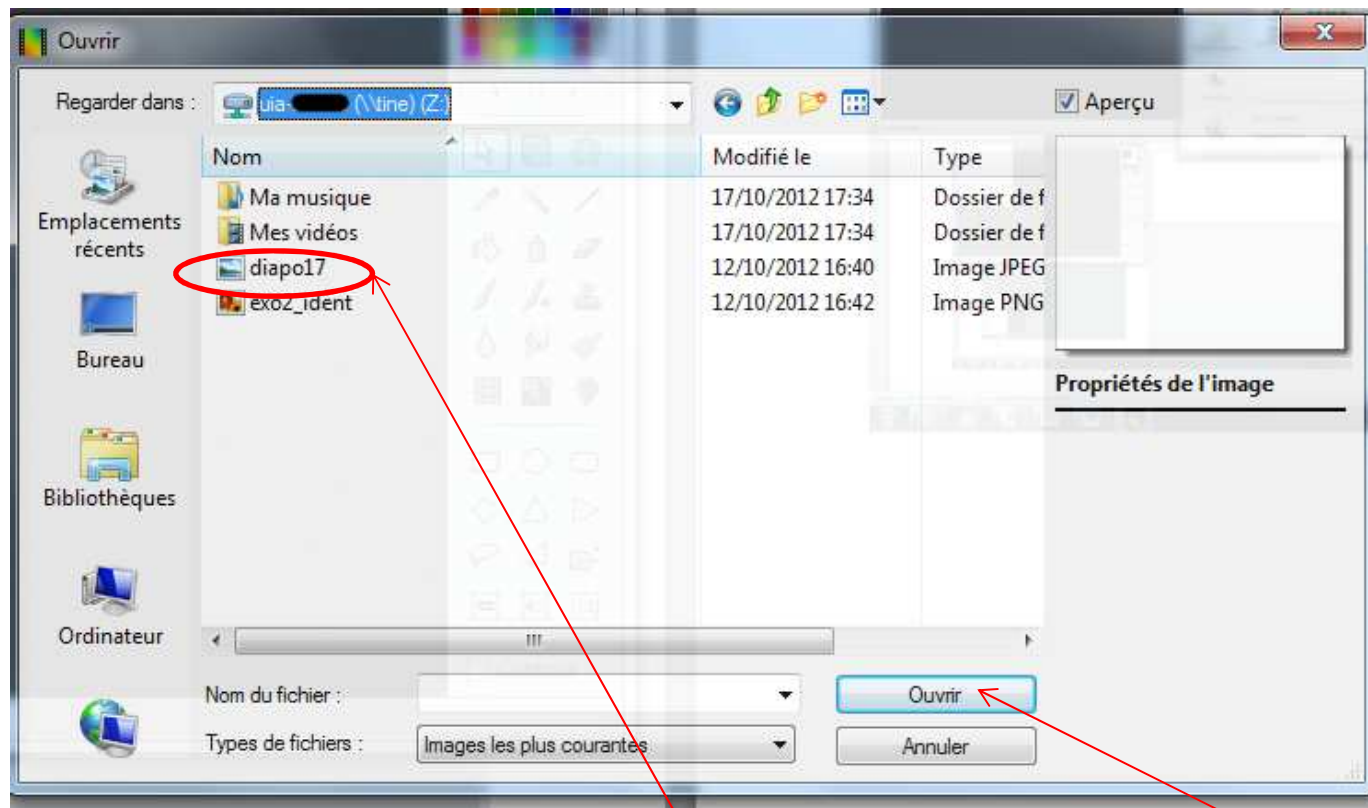 Ouvrir
Regarder dans :
uia- (\\tine) (Z:)
Aperçu
Nom Modifié le Type
Ma musique 17/10/2012 17:34 Dossier de f
Mes vidéos 17/10/2012 17:34 Dossier de f
diapo17 12/10/2012 16:40 Image JPEG
exo2_ident 12/10/2012 16:42 Image PNG
Emplacements
récents
Bureau
Bibliothèques
Ordinateur
Propriétés de l'image
Nom du fichier :
Ouvrir
Types de fichiers : Images les plus courantes
Annuler